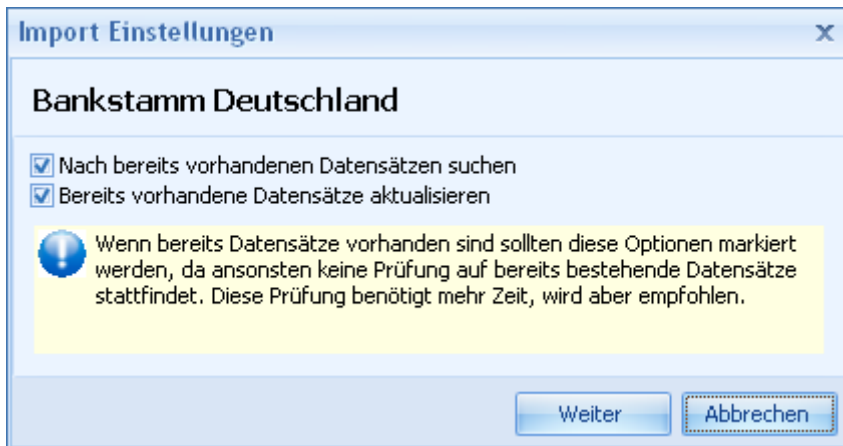 Import Einstellungen
Bankstamm Deutschland
Nach bereits vorhandenen Datensätzen suchen
Bereits vorhandene Datensätze aktualisieren
Wenn bereits Datensätze vorhanden sind sollten diese Optionen markiert
werden, da ansonsten keine Prüfung auf bereits bestehende Datensätze
stattfindet. Diese Prüfung benötigt mehr Zeit, wird aber empfohlen.
Weiter
Abbrechen